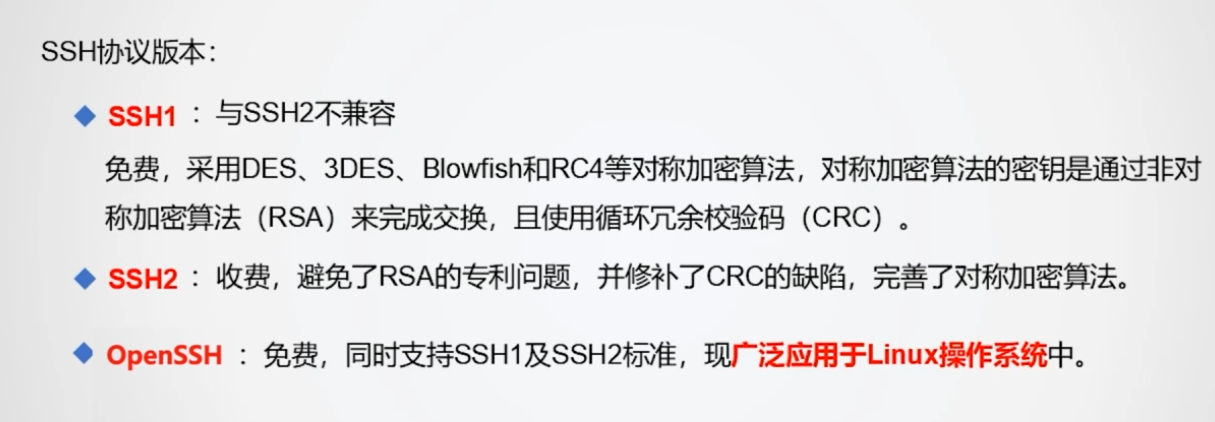 SSH协议版本：
SSH1 ：与SSH2不兼容
免费，采用DES、3DES、Blowfish和RC4等对称加密算法，对称加密算法的密钥是通过非对
称加密算法（RSA）来完成交换，且使用循环冗余校验码（CRC）。
SSH2 ：收费，避免了RSA的专利问题，并修补了CRC的缺陷，完善了对称加密算法。
OpenSSH ：免费，同时支持SSH1及SSH2标准，现广泛应用于Linux操作系统中。